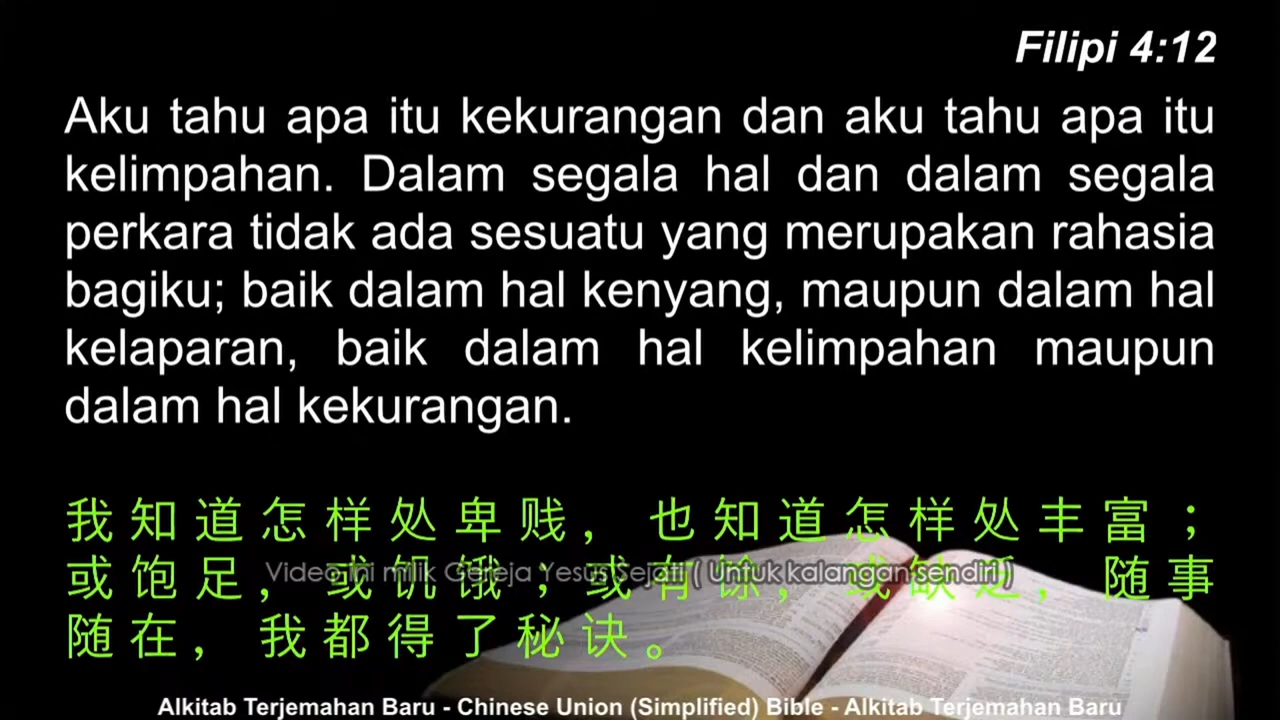 Filipi 4:12
Aku tahu apa itu kekurangan dan aku tahu apa itu
kelimpahan. Dalam segala hal dan dalam segala
perkara tidak ada sesuatu yang merupakan rahasia
bagiku; baik dalam hal kenyang, maupun dalam hal
kelaparan, baik dalam hal kelimpahan maupun
dalam hal kekurangan.
我知道怎样处卑贱，也知道怎样处丰富；
或饱足，或饥饿；或有馀，或缺乏，随事
Video ini milik Gereja Yesus Sejati ( Untuk kalangan sendiri )
随在，我都得了秘诀。
Alkitab Terjemahan Baru - Chinese Union (Simplified) Bible - Alkitab Terjemahan Baru